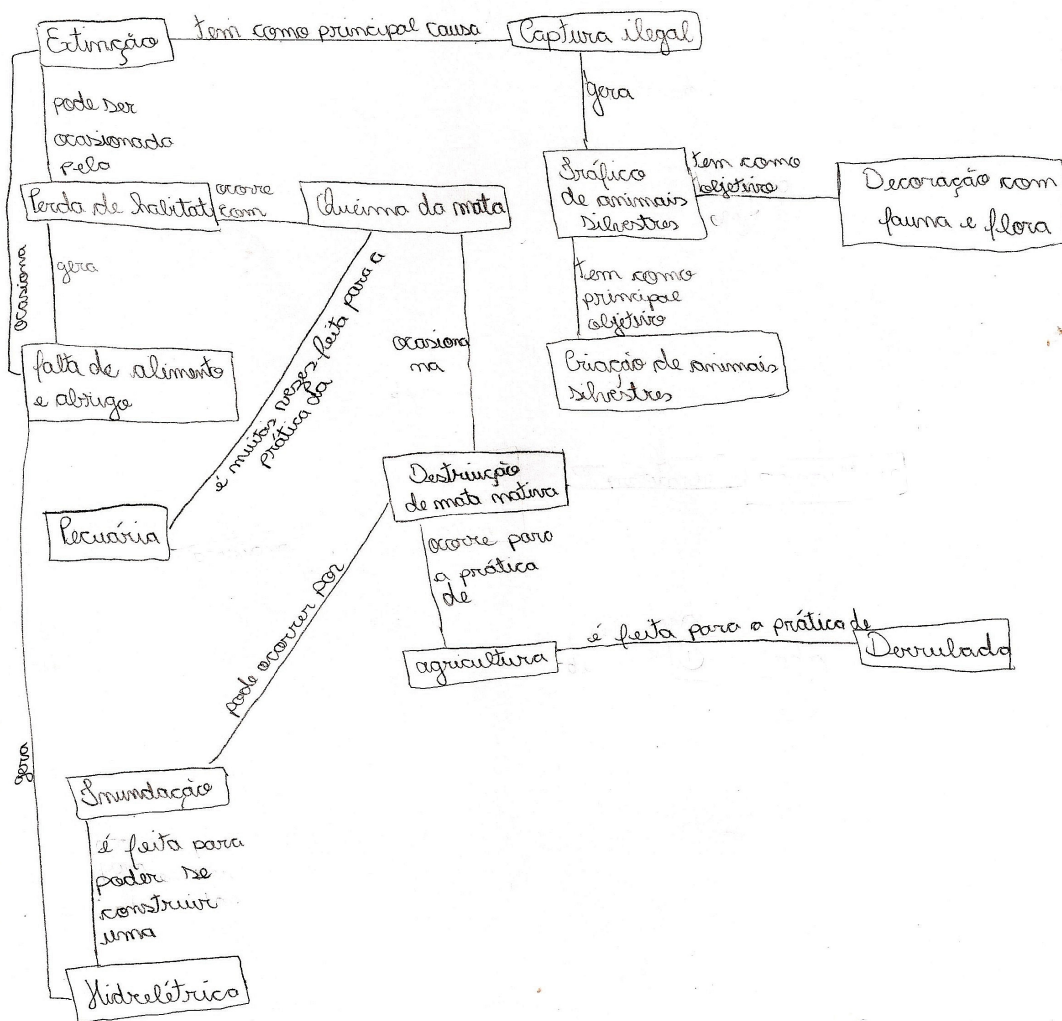 Extinção
tem como principal causa
Captura ilegal
pode ser
ocasionado
pela
gera
Perda de habitat
ocorre
com
Queima da mata
Tráfico
de animais
silvestres
tem como
objetivo
Decoração com
fauna e flora
ocasiona
gera
é muitas vezes feita para a
prática da
ocasiona
na
tem como
principal
objetivo
falta de alimento
e abrigo
Criação de animais
silvestres
Pecuária
Destruição
de mata nativa
ocorre para
a prática
de
pode ocorrer por
agricultura
é feita para a prática de
Derrubada
gera
Inundação
é feita para
poder se
construir
uma
Hidrelétrica